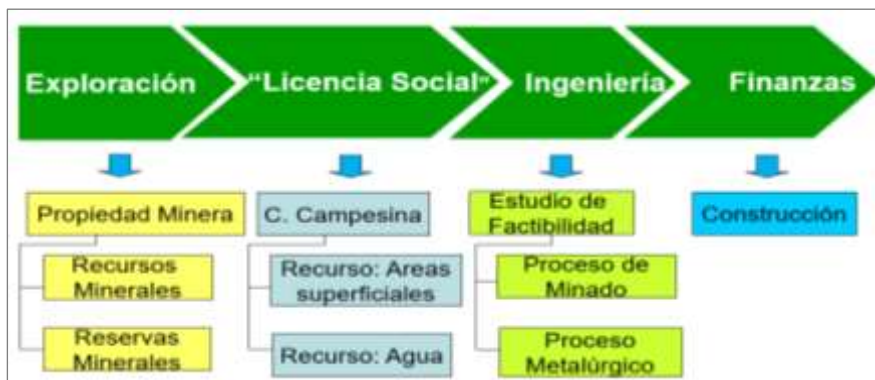 Exploración
"Licencia Social"
Ingeniería
Finanzas
Propiedad Minera
Recursos
Minerales
Reservas
Minerales
C. Campesina
Recurso: Areas
superficiales
Recurso: Agua
Estudio de
Factibilidad
Proceso de
Minado
Proceso
Metalúrgico
Construcción